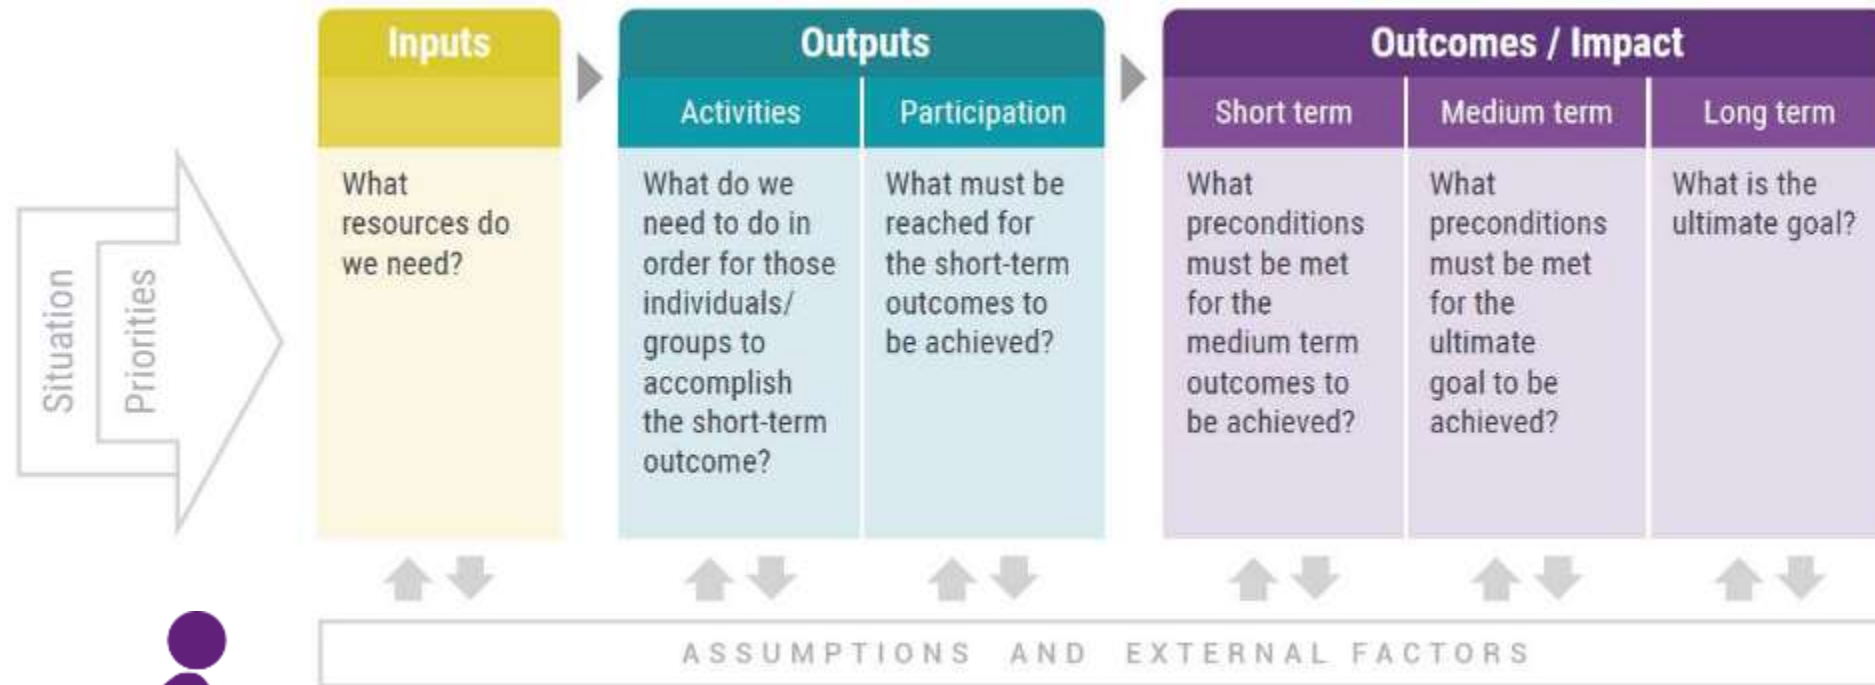 Situation
Priorities
Inputs
What
resources do
we need?
Outputs
Activities
What do we
need to do in
order for those
individuals/
groups to
accomplish
the short-term
outcome?
Participation
What must be
reached for
the short-term
outcomes to
be achieved?
Outcomes / Impact
Short term
What
preconditions
must be met
for the
medium term
outcomes to
be achieved?
Medium term
What
preconditions
must be met
for the
ultimate
goal to be
achieved?
Long term
What is the
ultimate goal?
ASSUMPTIONS AND EXTERNAL FACTORS